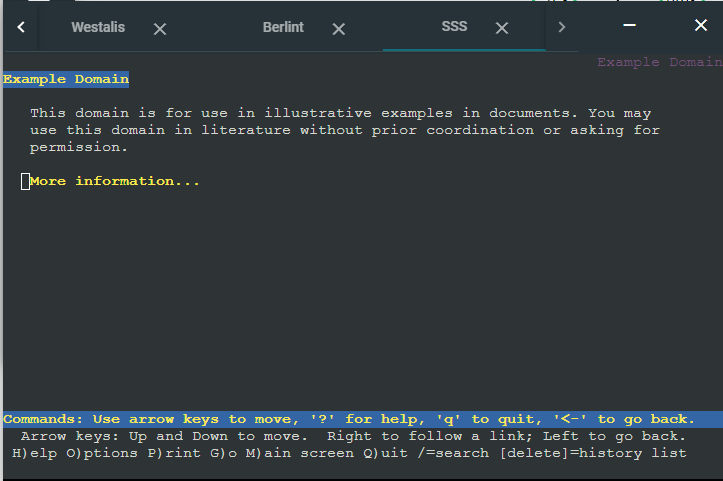 Westalis
Berlint
SSS
Example Domain
Example Domain
This domain is for use in illustrative examples in documents. You may
use this domain in literature without prior coordination or asking for
permission.
More information...
Commands: Use arrow keys to move, '?' for help, 'q' to quit, '<-' to go back.
Arrow keys: Up and Down to move.  Right to follow a link; Left to go back.
H)elp O)ptions P)rint G)o M)ain screen Q)uit /=search [delete]=history list